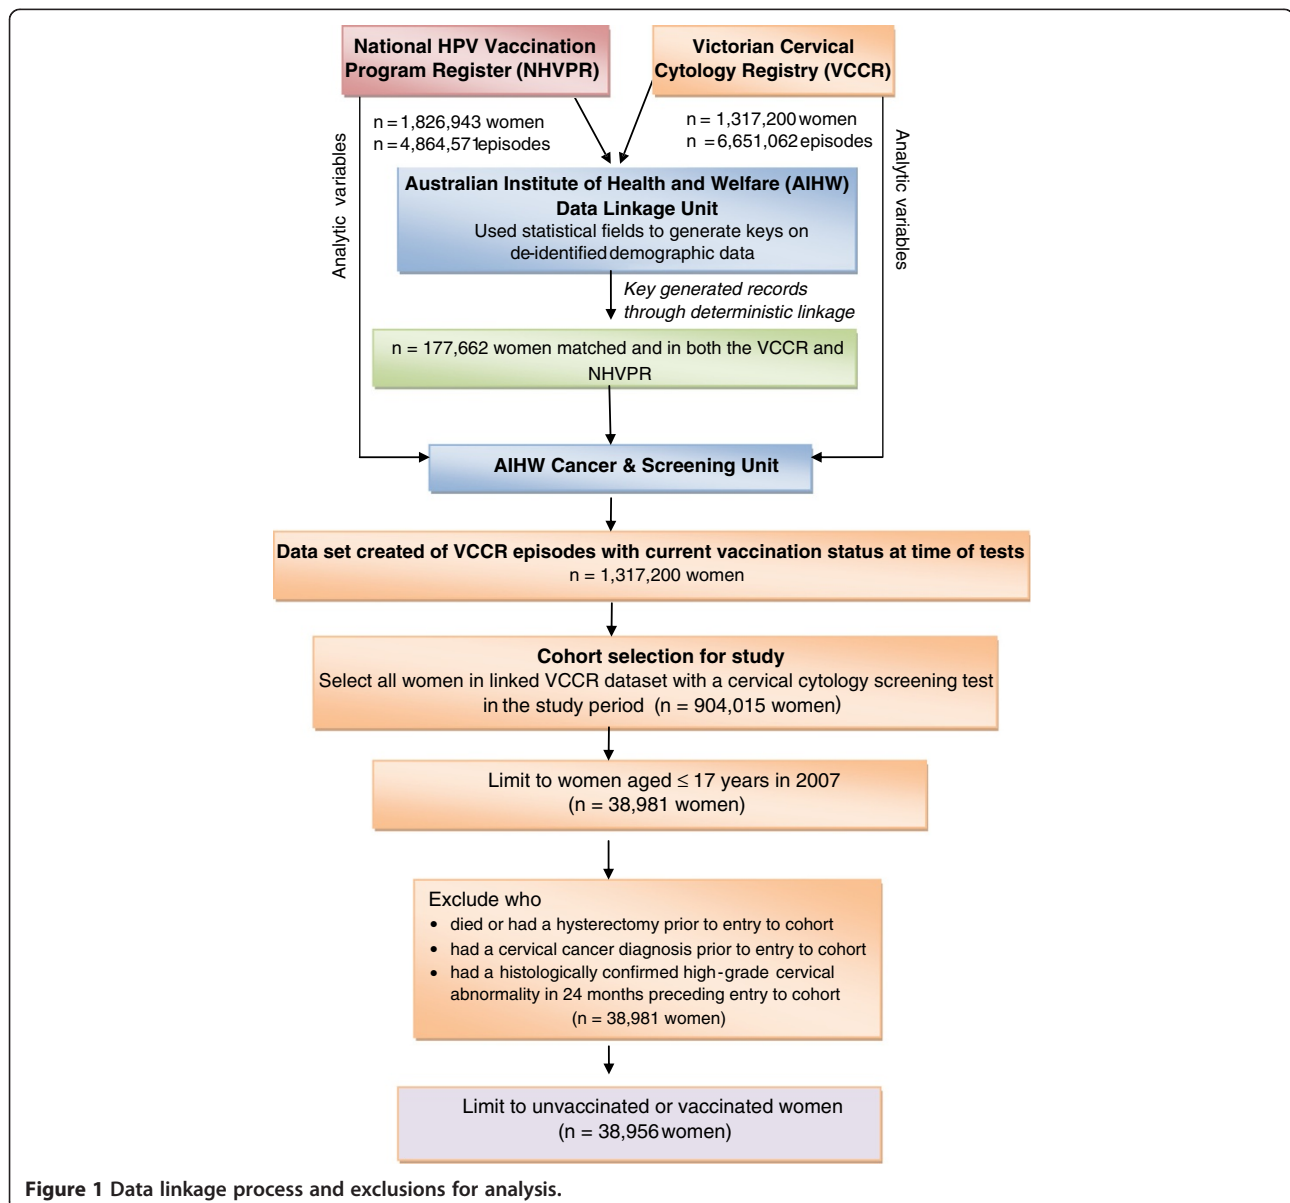 National HPV Vaccination
Program Register (NHVPR)
Victorian Cervical
Cytology Registry (VCCR)
n = 1,826,943 women
n = 4,864,571 episodes
n = 1,317,200 women
n = 6,651,062 episodes
Analytic variables
Analytic variables
Australian Institute of Health and Welfare (AIHW)
Data Linkage Unit
Used statistical fields to generate keys on
de-identified demographic data
Key generated records
through deterministic linkage
n = 177,662 women matched and in both the VCCR and
NHVPR
AIHW Cancer & Screening Unit
Data set created of VCCR episodes with current vaccination status at time of tests
n = 1,317,200 women
Cohort selection for study
Select all women in linked VCCR dataset with a cervical cytology screening test
in the study period (n = 904,015 women)
Limit to women aged ≤ 17 years in 2007
(n = 38,981 women)
Exclude who
• died or had a hysterectomy prior to entry to cohort
• had a cervical cancer diagnosis prior to entry to cohort
• had a histologically confirmed high-grade cervical
abnormality in 24 months preceding entry to cohort
(n = 38,981 women)
Limit to unvaccinated or vaccinated women
(n = 38,956 women)
Figure 1 Data linkage process and exclusions for analysis.